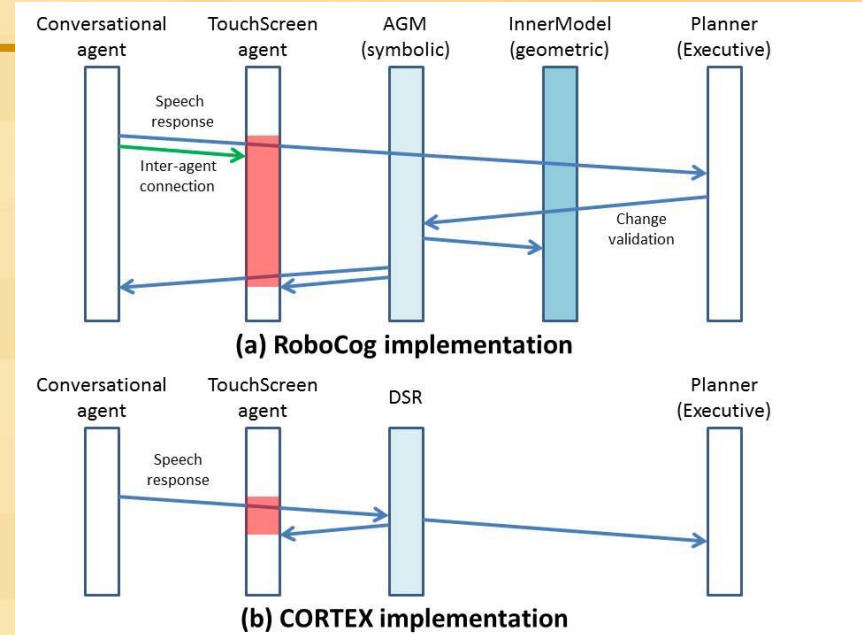 Conversational agent
TouchScreen agent
AGM (symbolic)
InnerModel (geometric)
Planner (Executive)
Speech response
Inter-agent connection
Change validation
(a) RoboCog implementation
Conversational agent
TouchScreen agent
DSR
Planner (Executive)
Speech response
(b) CORTEX implementation